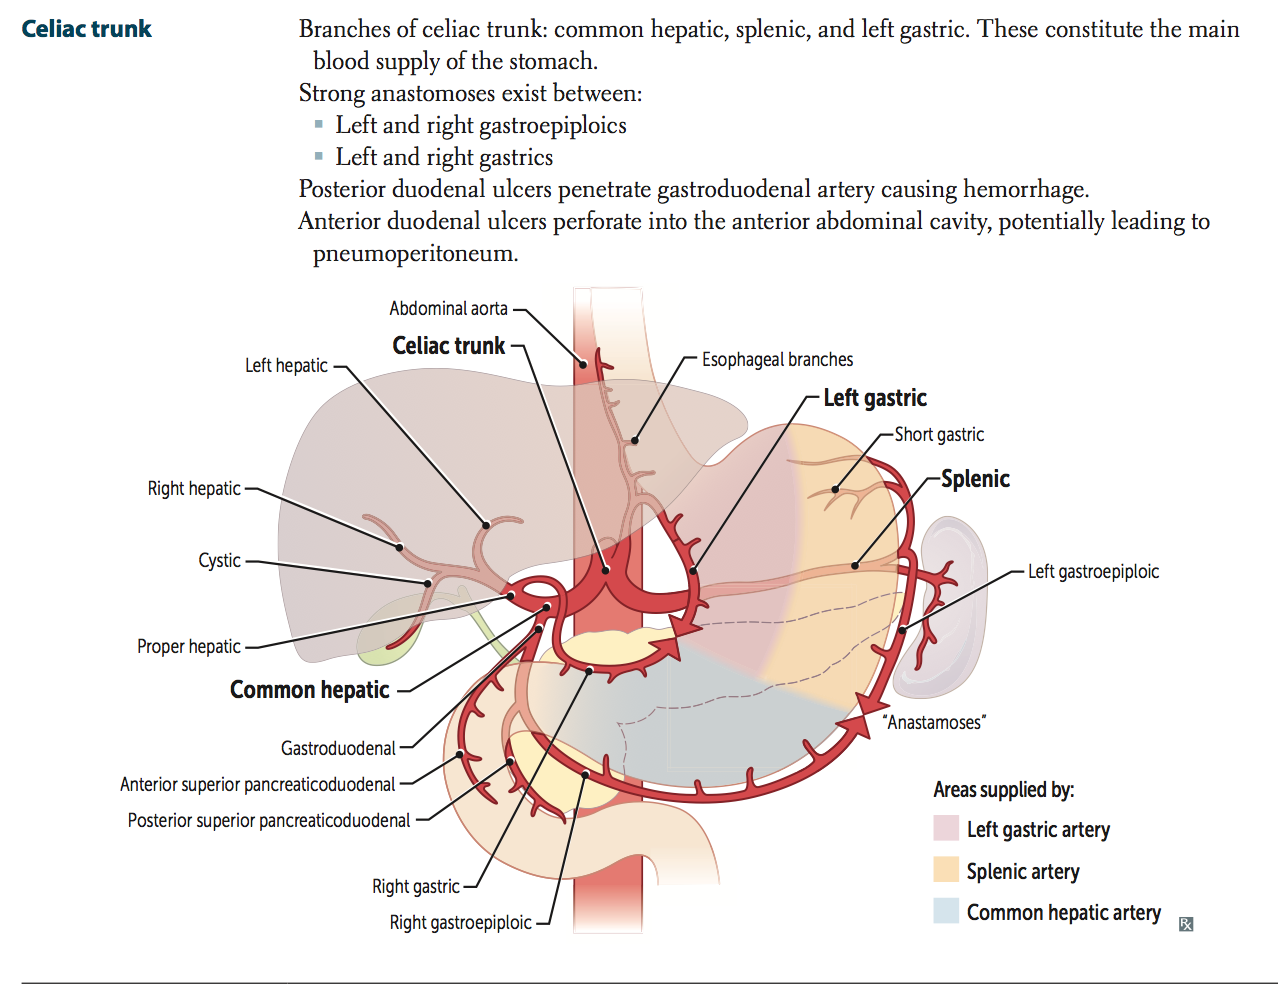 Celiac trunk
Branches of celiac trunk: common hepatic, splenic, and left gastric. These constitute the main
blood supply of the stomach.
Strong anastomoses exist between:
Left and right gastroepiploics
Left and right gastrics
Posterior duodenal ulcers penetrate gastroduodenal artery causing hemorrhage.
Anterior duodenal ulcers perforate into the anterior abdominal cavity, potentially leading to
pneumoperitoneum.
Abdominal aorta
Celiac trunk
Left hepatic
Esophageal branches
Left gastric
Short gastric
Splenic
Right hepatic
Cystic
Left gastroepiploic
Proper hepatic
Common hepatic
"Anastamoses"
Gastroduodenal
Anterior superior pancreaticoduodenal
Posterior superior pancreaticoduodenal
Right gastric
Right gastroepiploic
Areas supplied by:
Left gastric artery
Splenic artery
Common hepatic artery
Rx